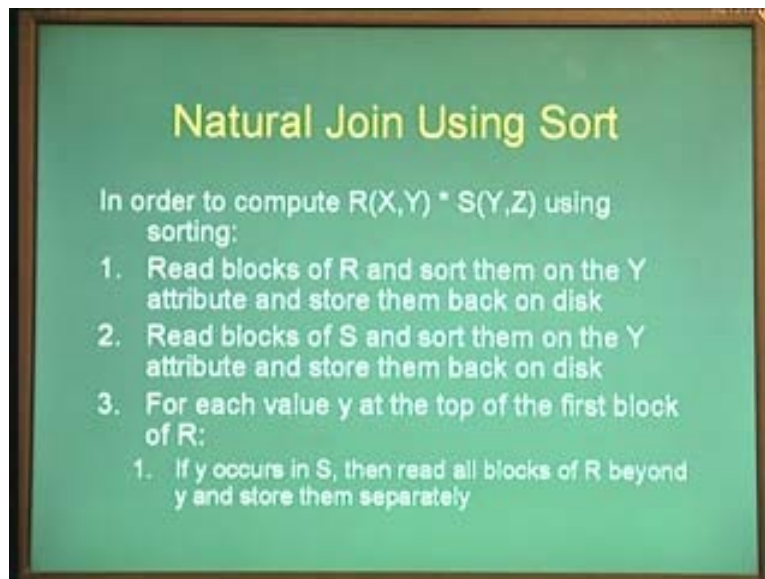 Natural Join Using Sort
In order to compute R(X,Y) * S(Y,Z) using
sorting:
1. Read blocks of R and sort them on the Y
attribute and store them back on disk
2. Read blocks of S and sort them on the Y
attribute and store them back on disk
3. For each value y at the top of the first block
of R:
1. If y occurs in S, then read all blocks of R beyond
y and store them separately